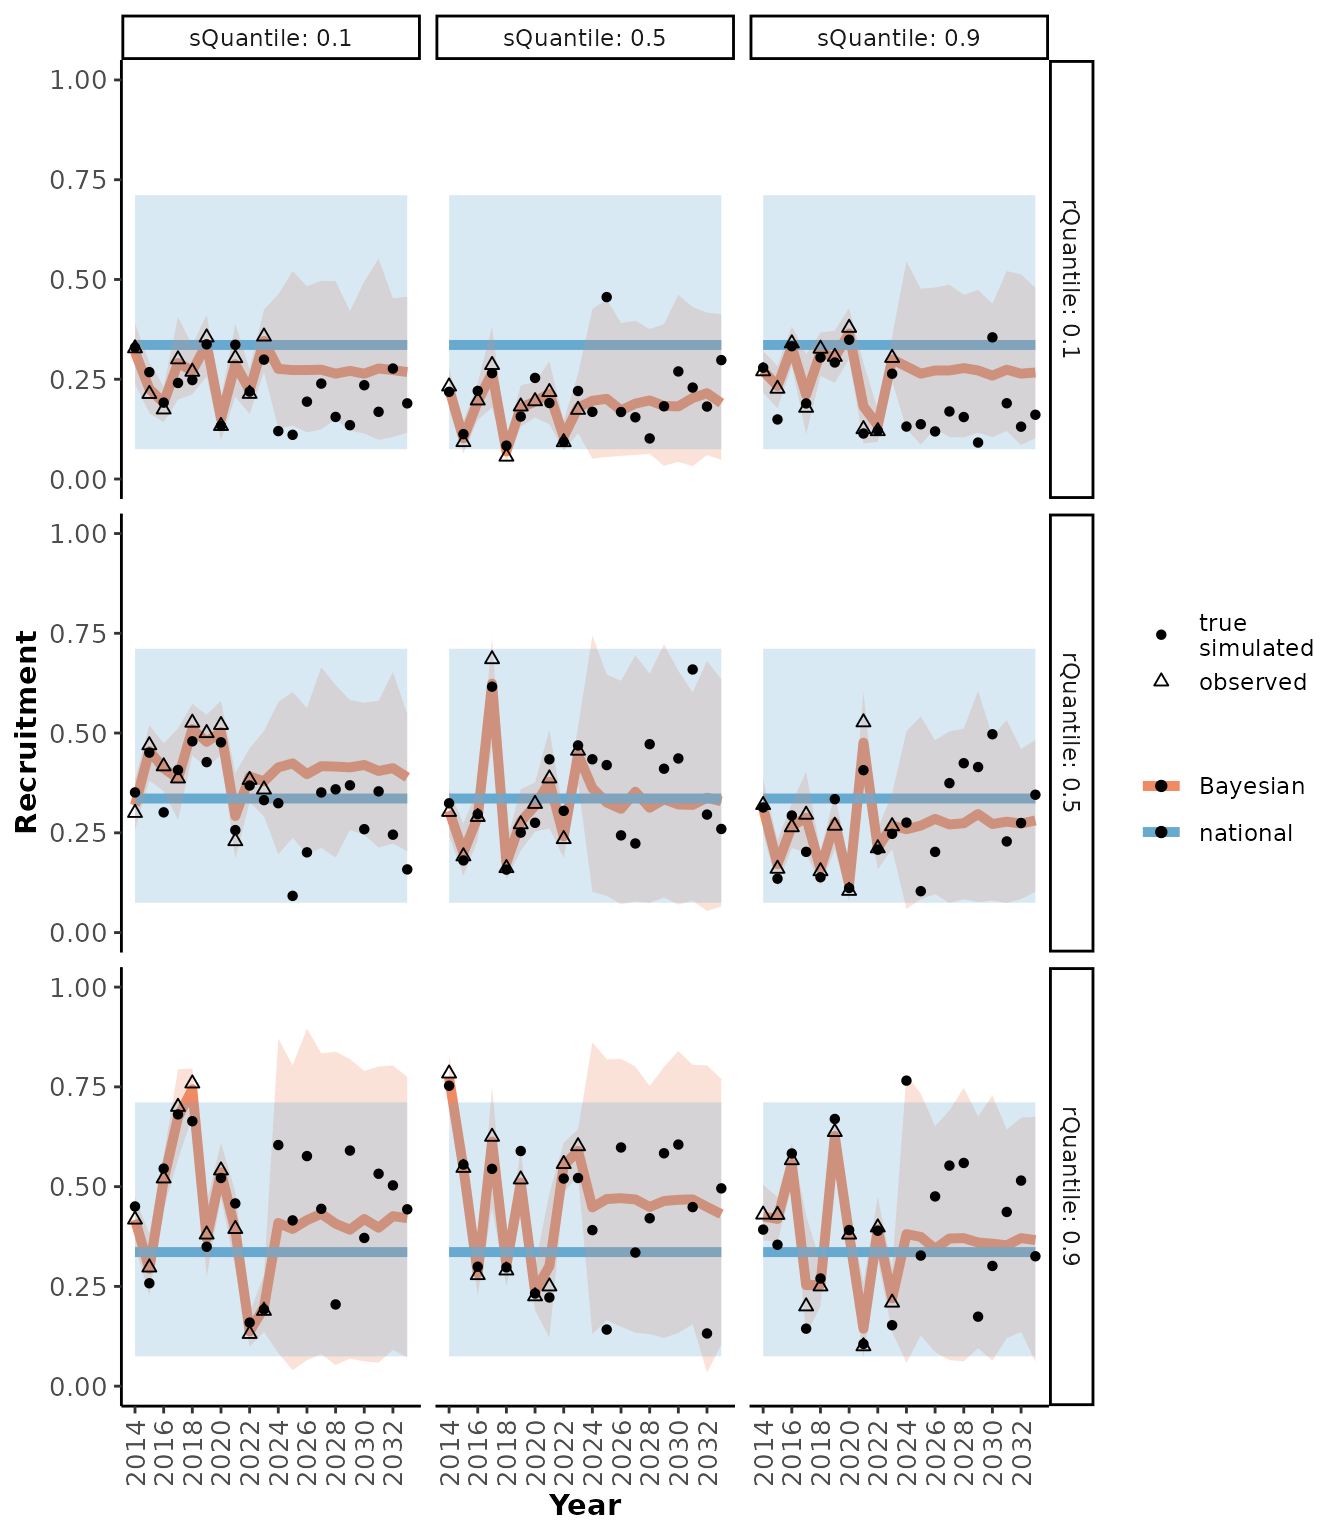 sQuantile: 0.1
sQuantile: 0.5
sQuantile: 0.9
1.00
0.75
0.50
0.25
0.00
rQuantile: 0.1
1.00
0.75
0.50
0.25
0.00
rQuantile: 0.5
1.00
0.75
0.50
0.25
0.00
rQuantile: 0.9
Recruitment
2014 2016 2018 2020 2022 2024 2026 2028 2030 2032
2014 2016 2018 2020 2022 2024 2026 2028 2030 2032
2014 2016 2018 2020 2022 2024 2026 2028 2030 2032
Year
true
simulated
observed
Bayesian
national